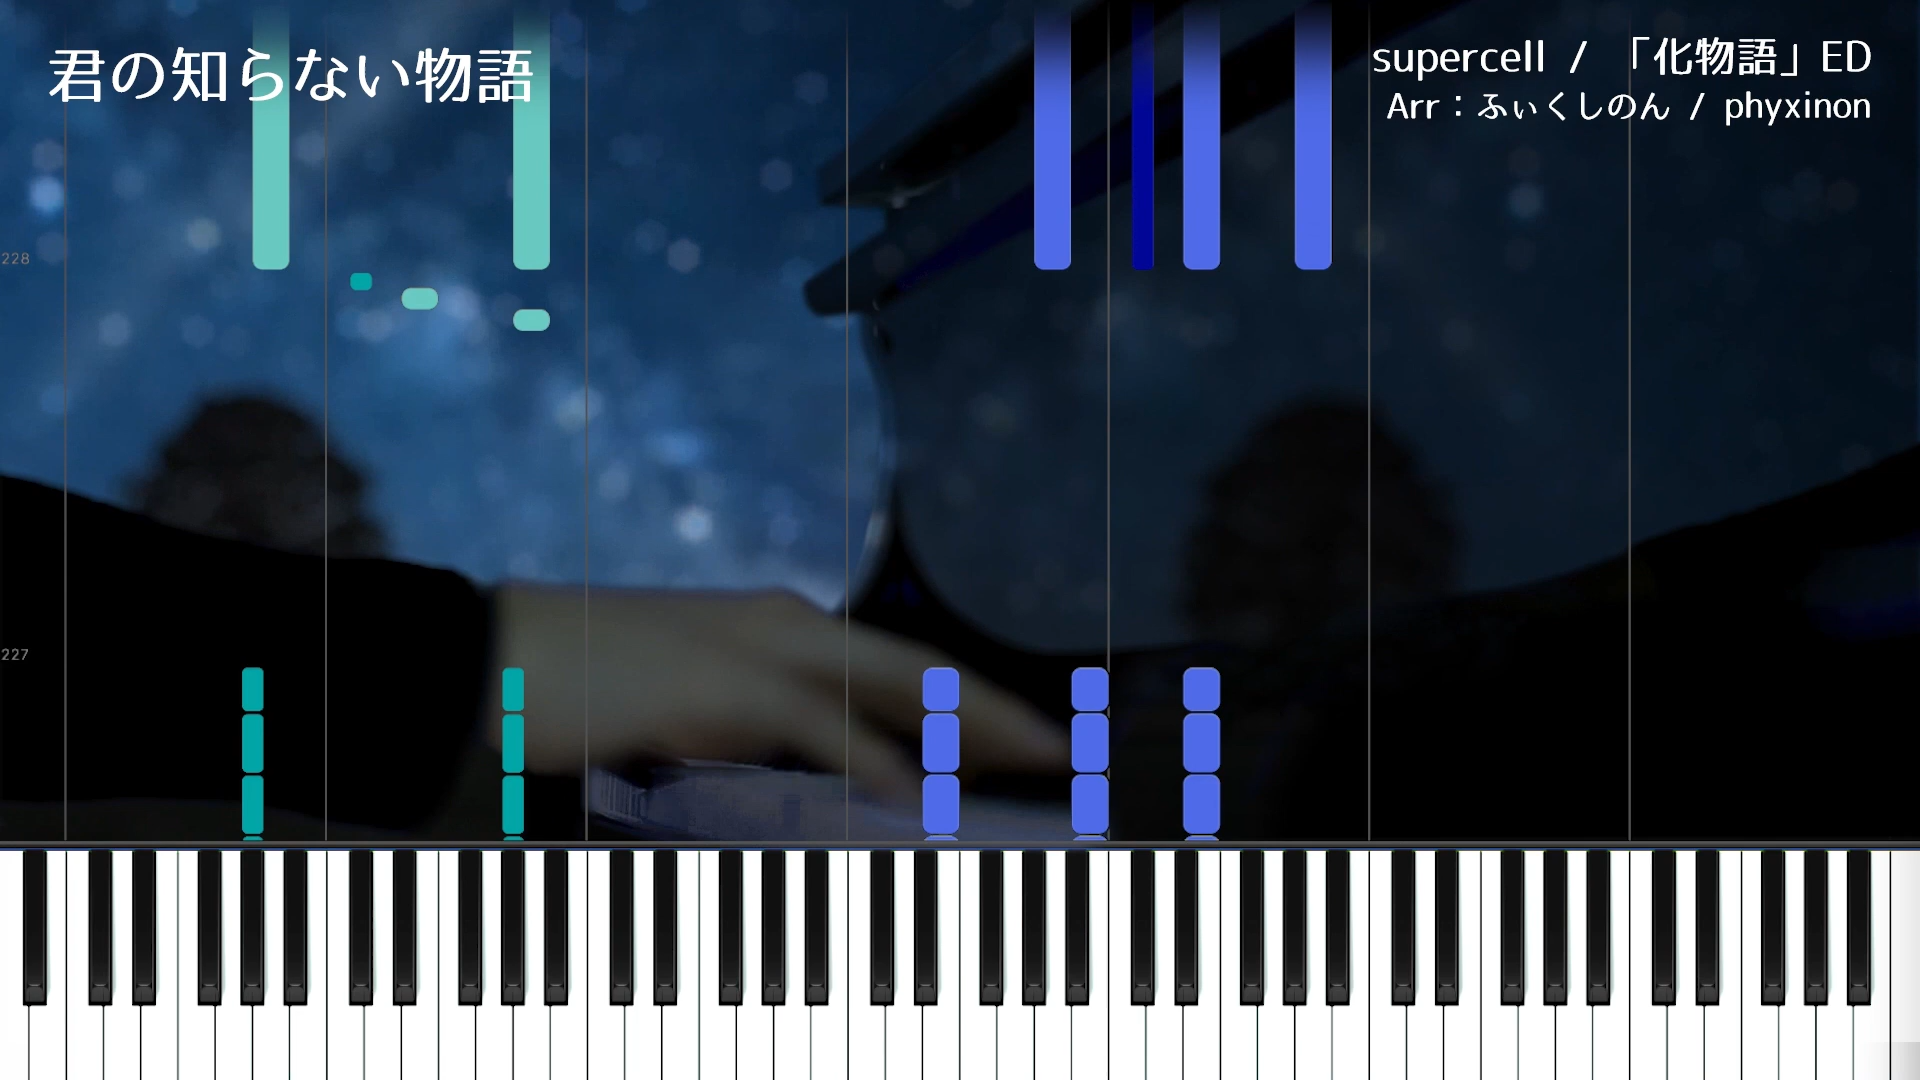 君の知らない物語
supercell / 「化物語」ED
Arr：ふぃくしのん / phyxinon
228
227